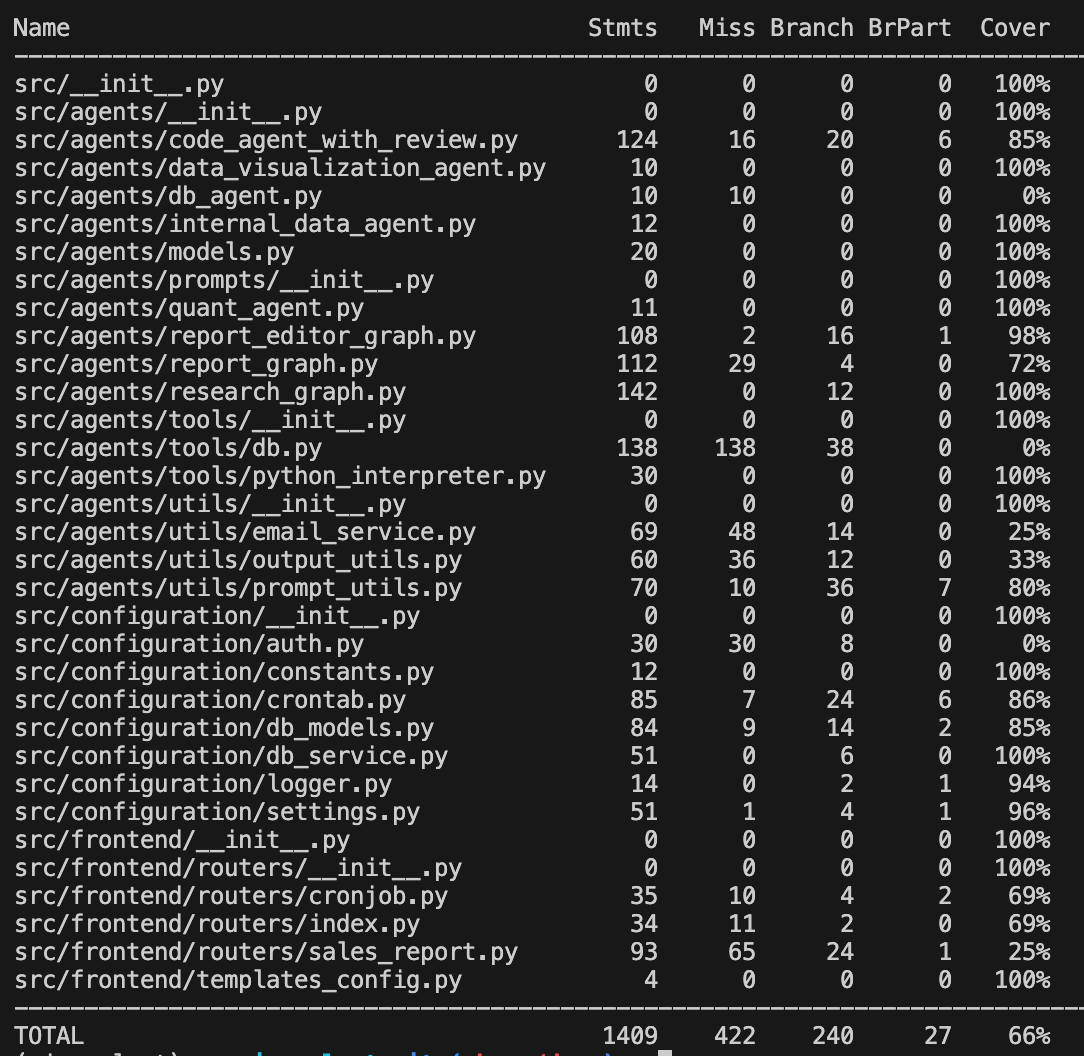 Name Stmts Miss Branch BrPart Cover
src/__init__.py 0 0 0 0 100%
src/agents/__init__.py 0 0 0 0 100%
src/agents/code_agent_with_review.py 124 16 20 6 85%
src/agents/data_visualization_agent.py 10 0 0 0 100%
src/agents/db_agent.py 10 10 0 0 0%
src/agents/internal_data_agent.py 12 0 0 0 100%
src/agents/models.py 20 0 0 0 100%
src/agents/prompts/__init__.py 0 0 0 0 100%
src/agents/quant_agent.py 11 0 0 0 100%
src/agents/report_editor_graph.py 108 2 16 1 98%
src/agents/report_graph.py 112 29 4 0 72%
src/agents/research_graph.py 142 0 12 0 100%
src/agents/tools/__init__.py 0 0 0 0 100%
src/agents/tools/db.py 138 138 38 0 0%
src/agents/tools/python_interpreter.py 30 0 0 0 100%
src/agents/utils/__init__.py 0 0 0 0 100%
src/agents/utils/email_service.py 69 48 14 0 25%
src/agents/utils/output_utils.py 60 36 12 0 33%
src/agents/utils/prompt_utils.py 70 10 36 7 80%
src/configuration/__init__.py 0 0 0 0 100%
src/configuration/auth.py 30 30 8 0 0%
src/configuration/constants.py 12 0 0 0 100%
src/configuration/crontab.py 85 7 24 6 86%
src/configuration/db_models.py 84 9 14 2 85%
src/configuration/db_service.py 51 0 6 0 100%
src/configuration/logger.py 14 0 2 1 94%
src/configuration/settings.py 51 1 4 1 96%
src/frontend/__init__.py 0 0 0 0 100%
src/frontend/routers/__init__.py 0 0 0 0 100%
src/frontend/routers/cronjob.py 35 10 4 2 69%
src/frontend/routers/index.py 34 11 2 0 69%
src/frontend/routers/sales_report.py 93 65 24 1 25%
src/frontend/templates_config.py 4 0 0 0 100%
TOTAL 1409 422 240 27 66%